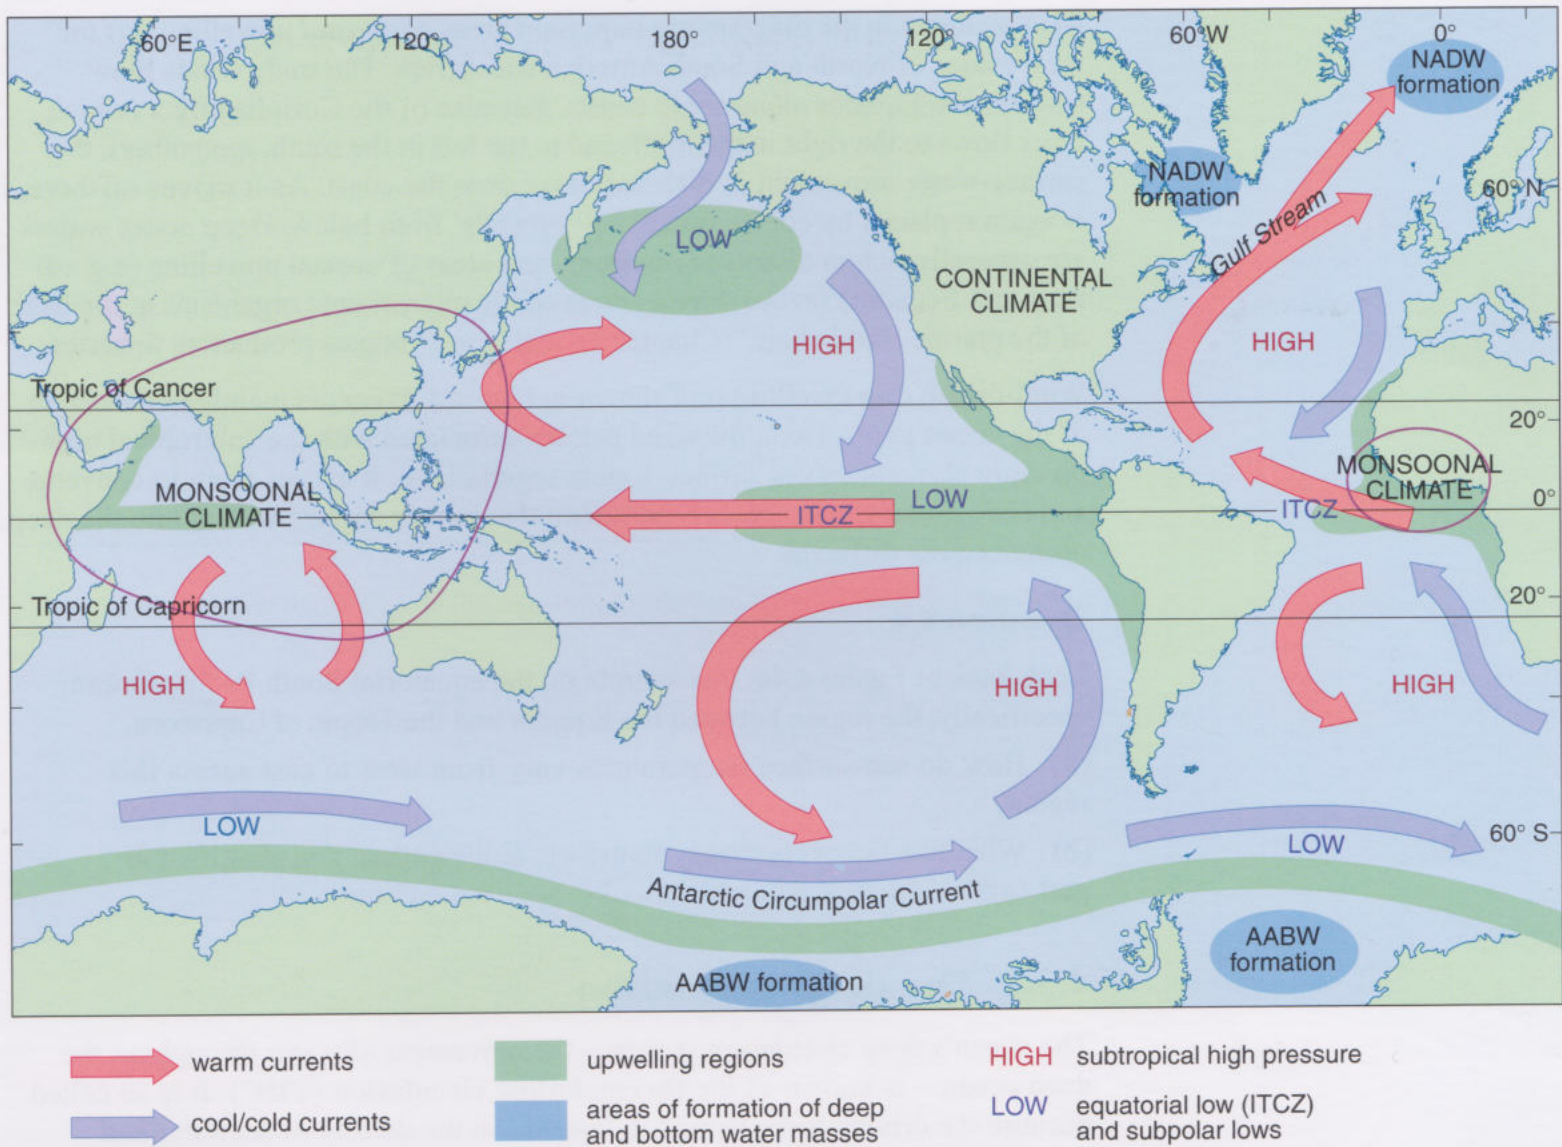 60°E
120°
180°
120°
60°W
0°
NADW
formation
NADW
formation
60° N
Gulf Stream
LOW
CONTINENTAL
CLIMATE
HIGH
HIGH
Tropic of Cancer
20°
MONSOONAL
CLIMATE
MONSOONAL
CLIMATE
LOW
ITCZ
ITCZ
0°
Tropic of Capricorn
20°
HIGH
HIGH
HIGH
LOW
LOW
60° S
Antarctic Circumpolar Current
AABW
formation
AABW formation
warm currents
upwelling regions
HIGH subtropical high pressure
cool/cold currents
areas of formation of deep
and bottom water masses
LOW equatorial low (ITCZ)
and subpolar lows